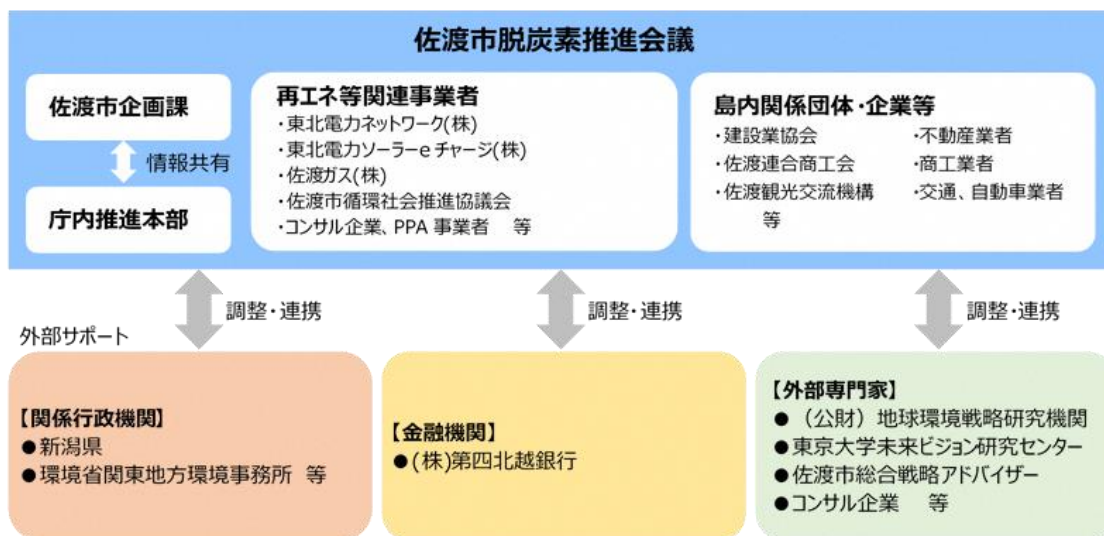 佐渡市脱炭素推進会議
佐渡市企画課
情報共有
庁内推進本部
再エネ等関連事業者
・東北電力ネットワーク(株)
・東北電力ソーラーeチャージ(株)
・佐渡ガス(株)
・佐渡市循環社会推進協議会
・コンサル企業、PPA 事業者 等
島内関係団体・企業等
・建設業協会
・佐渡連合商工会
・佐渡観光交流機構
等
・不動産業者
・商工業者
・交通、自動車業者
調整・連携
調整・連携
調整・連携
外部サポート
【関係行政機関】
●新潟県
●環境省関東地方環境事務所 等
【金融機関】
●(株)第四北越銀行
【外部専門家】
●（公財）地球環境戦略研究機関
●東京大学未来ビジョン研究センター
●佐渡市総合戦略アドバイザー
●コンサル企業 等